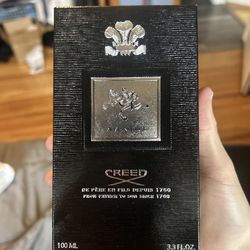 CREED
DE PÈRE EN FILS DEPUIS 1760
FROM FATHER TO SON SINCE 1760
100 ML
3.3 FL.OZ.